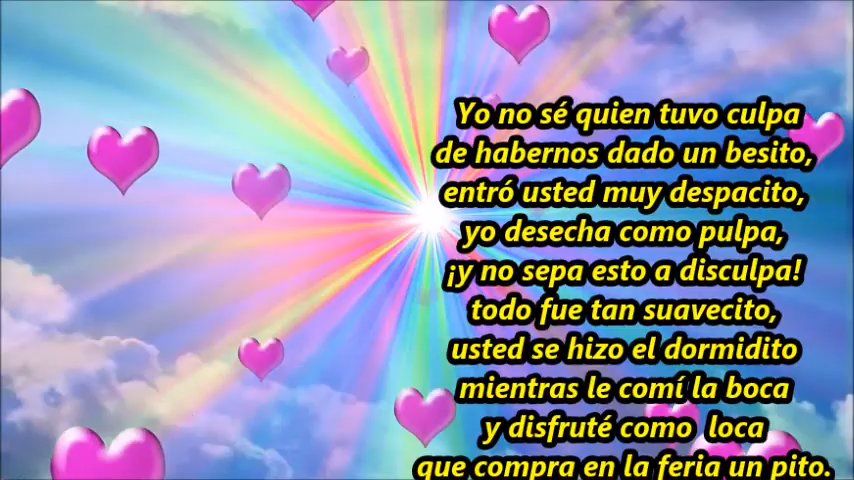 Yo no sé quien tuvo culpa
de habernos dado un besito,
entró usted muy despacito,
yo desecha como pulpa,
¡y no sepa esto a disculpa!
todo fue tan suavecito,
usted se hizo el dormidito
mientras le comí la boca
y disfruté como loca
que compra en la feria un pito.